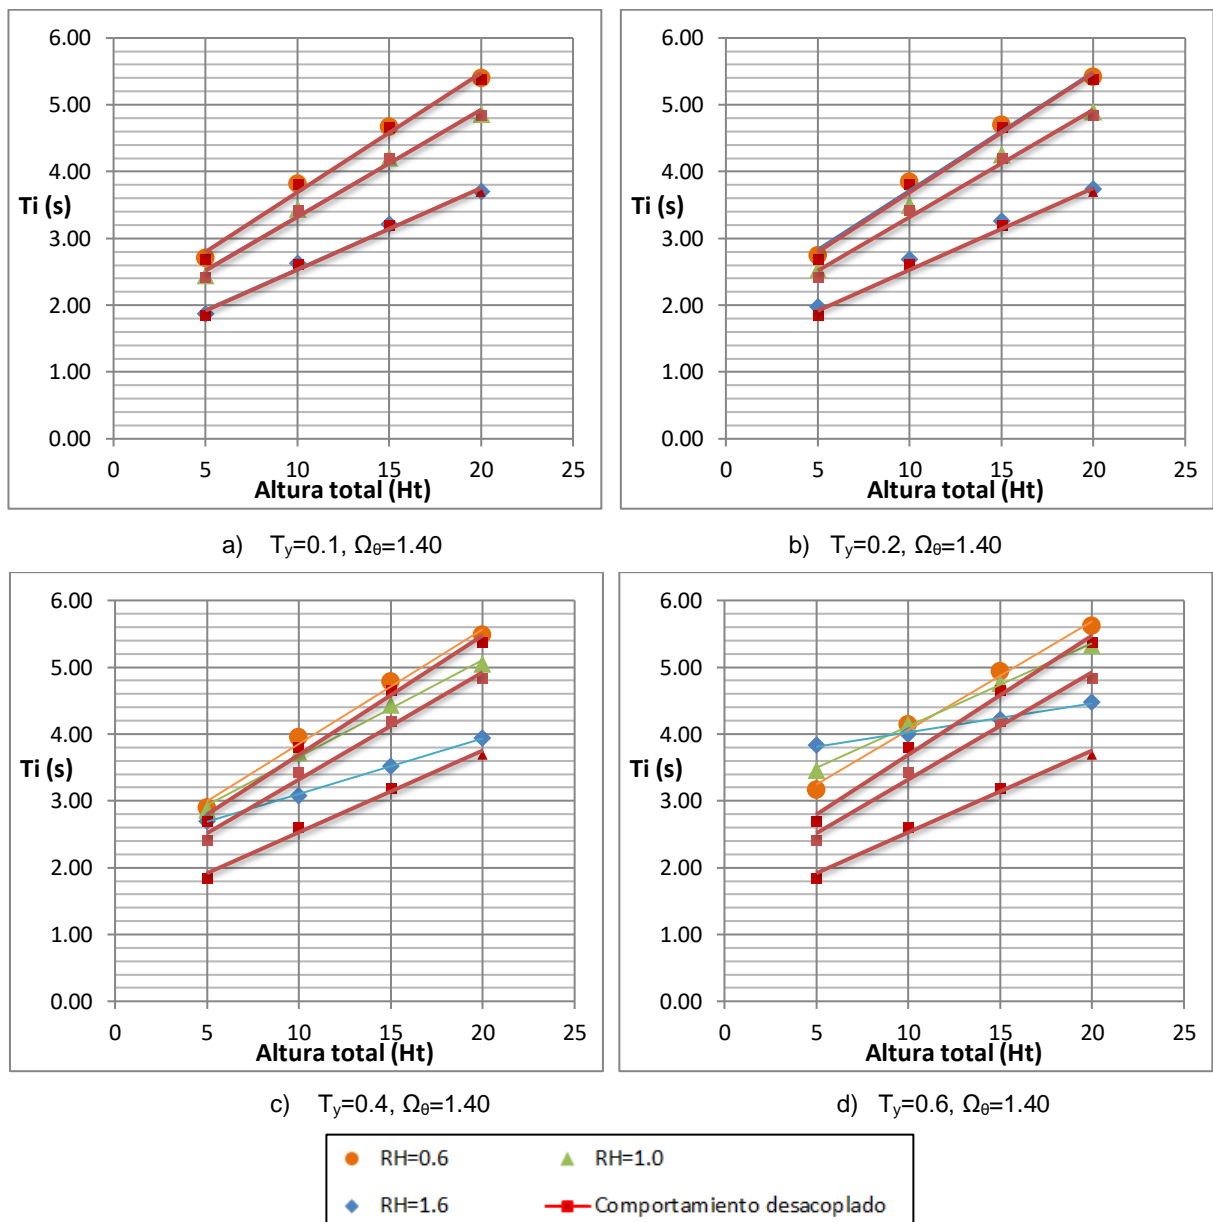 6.00 6.00
5.00 5.00
4.00 4.00
Ti (s) Ti (s)
3.00 3.00
2.00 2.00
1.00 1.00
0.00 0.00
0 5 10 15 20 25 0 5 10 15 20 25
Altura total (Ht) Altura total (Ht)
a) Ty=0.1, Ωθ=1.40 b) Ty=0.2, Ωθ=1.40
6.00 6.00
5.00 5.00
4.00 4.00
Ti (s) Ti (s)
3.00 3.00
2.00 2.00
1.00 1.00
0.00 0.00
0 5 10 15 20 25 0 5 10 15 20 25
Altura total (Ht) Altura total (Ht)
c) Ty=0.4, Ωθ=1.40 d) Ty=0.6, Ωθ=1.40
RH=0.6 RH=1.0
RH=1.6 Comportamiento desacoplado